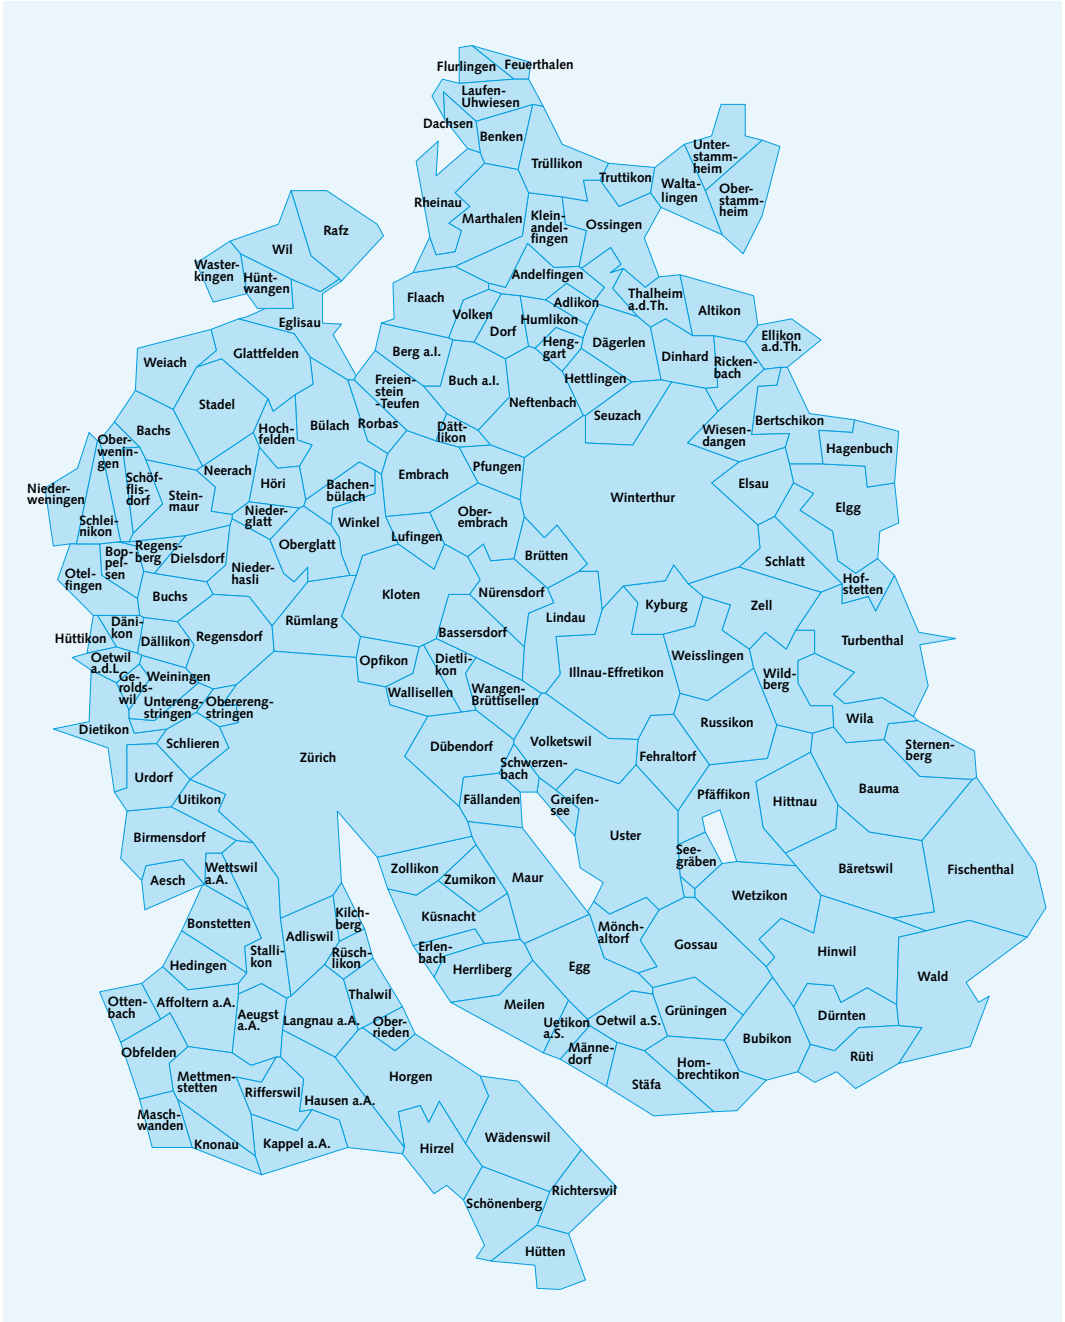 Flurlingen
Feuerthalen
Laufen-
Uhwiesen
Dachsen
Benken
Trüllikon
Truttikon
Unter-
stamm-
heim
Walta-
lingen
Ober-
stamm-
heim
Rheinau
Marthalen
Klein-
andel-
fingen
Ossingen
Rafz
Wil
Waster-
kingen
Hünt-
wangen
Eglisau
Andelfingen
Flaach
Volken
Dorf
Adlikon
Humlikon
Thalheim
a.d.Th.
Altikon
Ellikon
a.d.Th.
Heng-
gart
Dägerlen
Dinhard
Ricken-
bach
Berg a.I.
Buch a.I.
Hettlingen
Neftenbach
Seuzach
Wiesen-
dangen
Bertschikon
Hagenbuch
Weiach
Glattfelden
Stadel
Freien-
stein
-Teufen
Rorbas
Bülach
Hoch-
felden
Dätt-
likon
Bachs
Ober-
wenin-
gen
Nieder-
weningen
Schöf-
flis-
dorf
Schlei-
nikon
Stein-
maur
Neerach
Höri
Bachen-
bülach
Embrach
Pfungen
Winterthur
Elsau
Elgg
Nieder-
glatt
Winkel
Ober-
embrach
Lufingen
Oberglatt
Brütten
Schlatt
Hof-
stetten
Regens-
berg
Bop-
pel-
sen
Dielsdorf
Otel-
fingen
Nieder-
hasli
Buchs
Kloten
Nürensdorf
Lindau
Kyburg
Zell
Turbenthal
Däni-
kon
Hüttikon
Dällikon
Regensdorf
Rümlang
Bassersdorf
Opfikon
Dietli-
kon
Illnau-Effretikon
Weisslingen
Wild-
berg
Oetwil
a.d.L.
Ge-
rolds-
wil
Weiningen
Untereng-
stringen
Obereng-
stringen
Wallisellen
Wangen-
Brüttisellen
Russikon
Wila
Sternen-
berg
Dietikon
Schlieren
Zürich
Dübendorf
Volketswil
Fehraltorf
Schwerzen-
bach
Urdorf
Uitikon
Fällanden
Greifen-
see
Pfäffikon
Hittnau
Bauma
Birmensdorf
Uster
See-
gräben
Bäretswil
Fischenthal
Aesch
Wettswil
a.A.
Zollikon
Zumikon
Maur
Wetzikon
Bonstetten
Kilch-
berg
Adliswil
Küsnacht
Mönch-
altorf
Gossau
Hinwil
Stalli-
kon
Rüsch-
likon
Erlen-
bach
Hedingen
Herrliberg
Egg
Wald
Otten-
bach
Affoltern a.A.
Aeugst
a.A.
Thalwil
Langnau a.A.
Ober-
rieden
Meilen
Uetikon
a.S.
Oetwil a.S.
Grüningen
Dürnten
Obfelden
Männe-
dorf
Bubikon
Rüti
Hom-
brechtikon
Mettmen-
stetten
Rifferswil
Hausen a.A.
Horgen
Stäfa
Masch-
wanden
Knonau
Kappel a.A.
Hirzel
Wädenswil
Schönenberg
Richterswil
Hütten